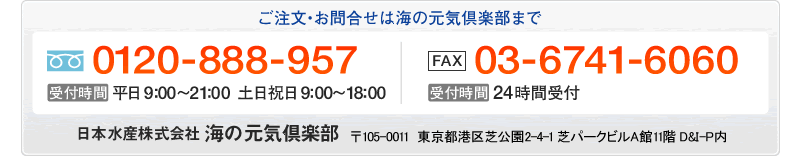 ご注文・お問合せは海の元気倶楽部まで
0120-888-957
受付時間 平日9:00～21:00 土日祝日9:00～18:00
FAX 03-6741-6060
受付時間 24時間受付
日本水産株式会社 海の元気倶楽部 〒105-0011 東京都港区芝公園2-4-1 芝パークビルA館11階 D&I-P内